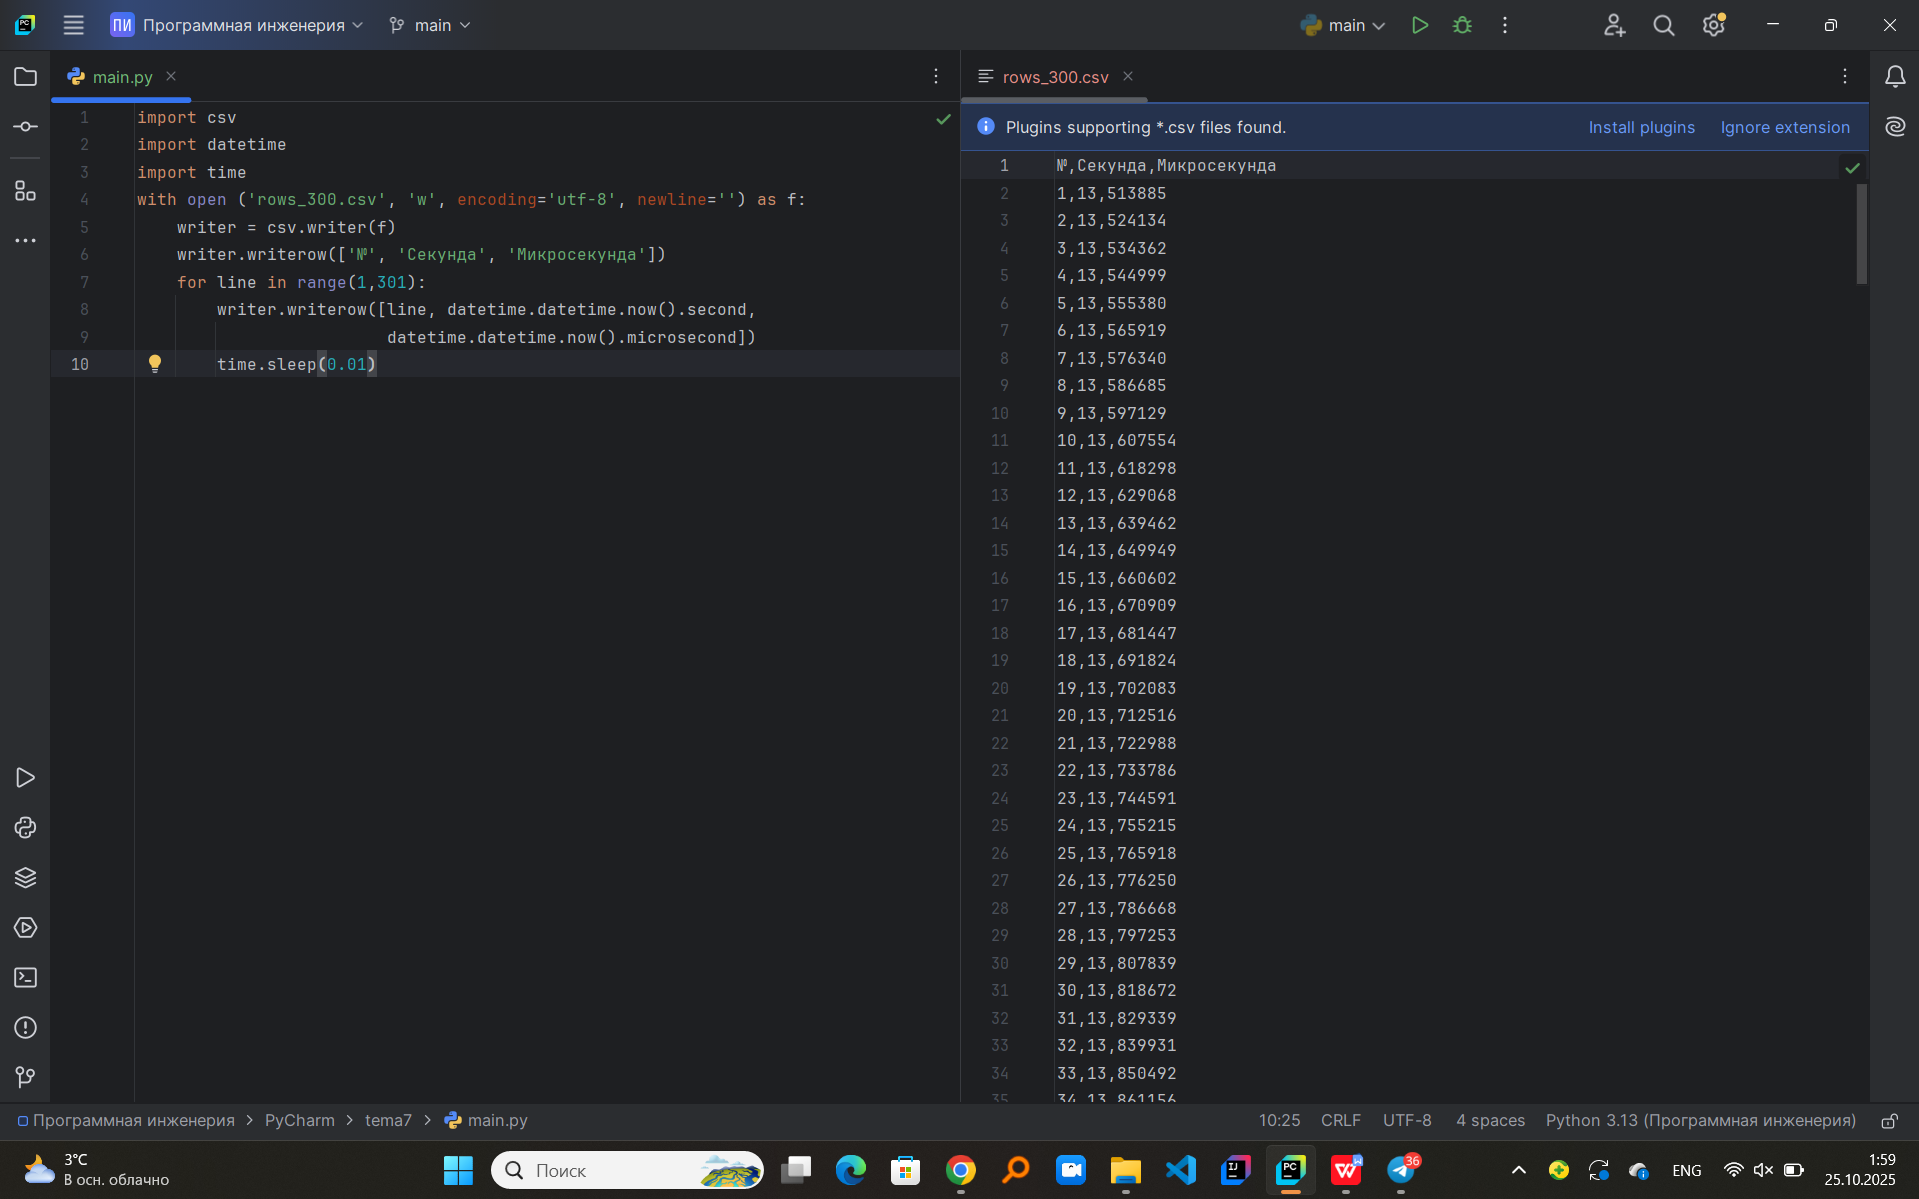 ПИ Программная инженерия main main
main.py
1 import csv
2 import datetime
3 import time
4 with open ('rows_300.csv', 'w', encoding='utf-8', newline='') as f:
5 writer = csv.writer(f)
6 writer.writerow(['№', 'Секунда', 'Микросекунда'])
7 for line in range(1,301):
8 writer.writerow([line, datetime.datetime.now().second,
9 datetime.datetime.now().microsecond])
10 time.sleep(0.01)
rows_300.csv
Plugins supporting *.csv files found. Install plugins Ignore extension
1 №,Секунда,Микросекунда
2 1,13,513885
3 2,13,524134
4 3,13,534362
5 4,13,544999
6 5,13,555380
7 6,13,565919
8 7,13,576340
9 8,13,586685
10 9,13,597129
11 10,13,607554
12 11,13,618298
13 12,13,629068
14 13,13,639462
15 14,13,649949
16 15,13,660602
17 16,13,670909
18 17,13,681447
19 18,13,691824
20 19,13,702083
21 20,13,712516
22 21,13,722988
23 22,13,733786
24 23,13,744591
25 24,13,755215
26 25,13,765918
27 26,13,776250
28 27,13,786668
29 28,13,797253
30 29,13,807839
31 30,13,818672
32 31,13,829339
33 32,13,839931
34 33,13,850492
35 34,13,861156
Программная инженерия PyCharm tema7 main.py 10:25 CRLF UTF-8 4 spaces Python 3.13 (Программная инженерия)
3°C
В осн. облачно
Поиск
36
ENG
1:59
25.10.2025